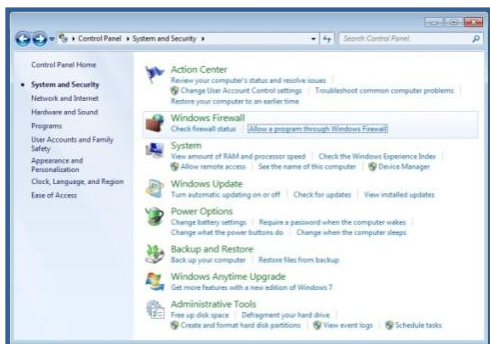 Control Panel ▸ System and Security ▸
Search Control Panel
Control Panel Home
System and Security
Network and Internet
Hardware and Sound
Programs
User Accounts and Family
Safety
Appearance and
Personalization
Clock, Language, and Region
Ease of Access
Action Center
Review your computer's status and resolve issues
Change User Account Control settings | Troubleshoot common computer problems
Restore your computer to an earlier time
Windows Firewall
Check firewall status | Allow a program through Windows Firewall
System
View amount of RAM and processor speed | Check the Windows Experience Index
Allow remote access | See the name of this computer | Device Manager
Windows Update
Turn automatic updating on or off | Check for updates | View installed updates
Power Options
Change battery settings | Require a password when the computer wakes
Change what the power buttons do | Change when the computer sleeps
Backup and Restore
Back up your computer | Restore files from backup
Windows Anytime Upgrade
Get more features with a new edition of Windows 7
Administrative Tools
Free up disk space | Defragment your hard drive
Create and format hard disk partitions | View event logs | Schedule tasks